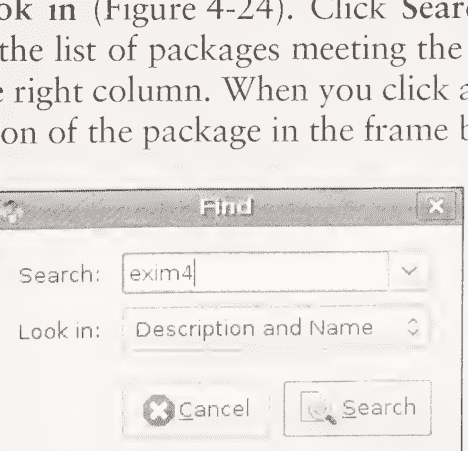 ok in (Figure 4-24). Click Sear
the list of packages meeting the
e right column. When you click a
on of the package in the frame b
Find
Search: exim4
Look in: Description and Name
Cancel Search